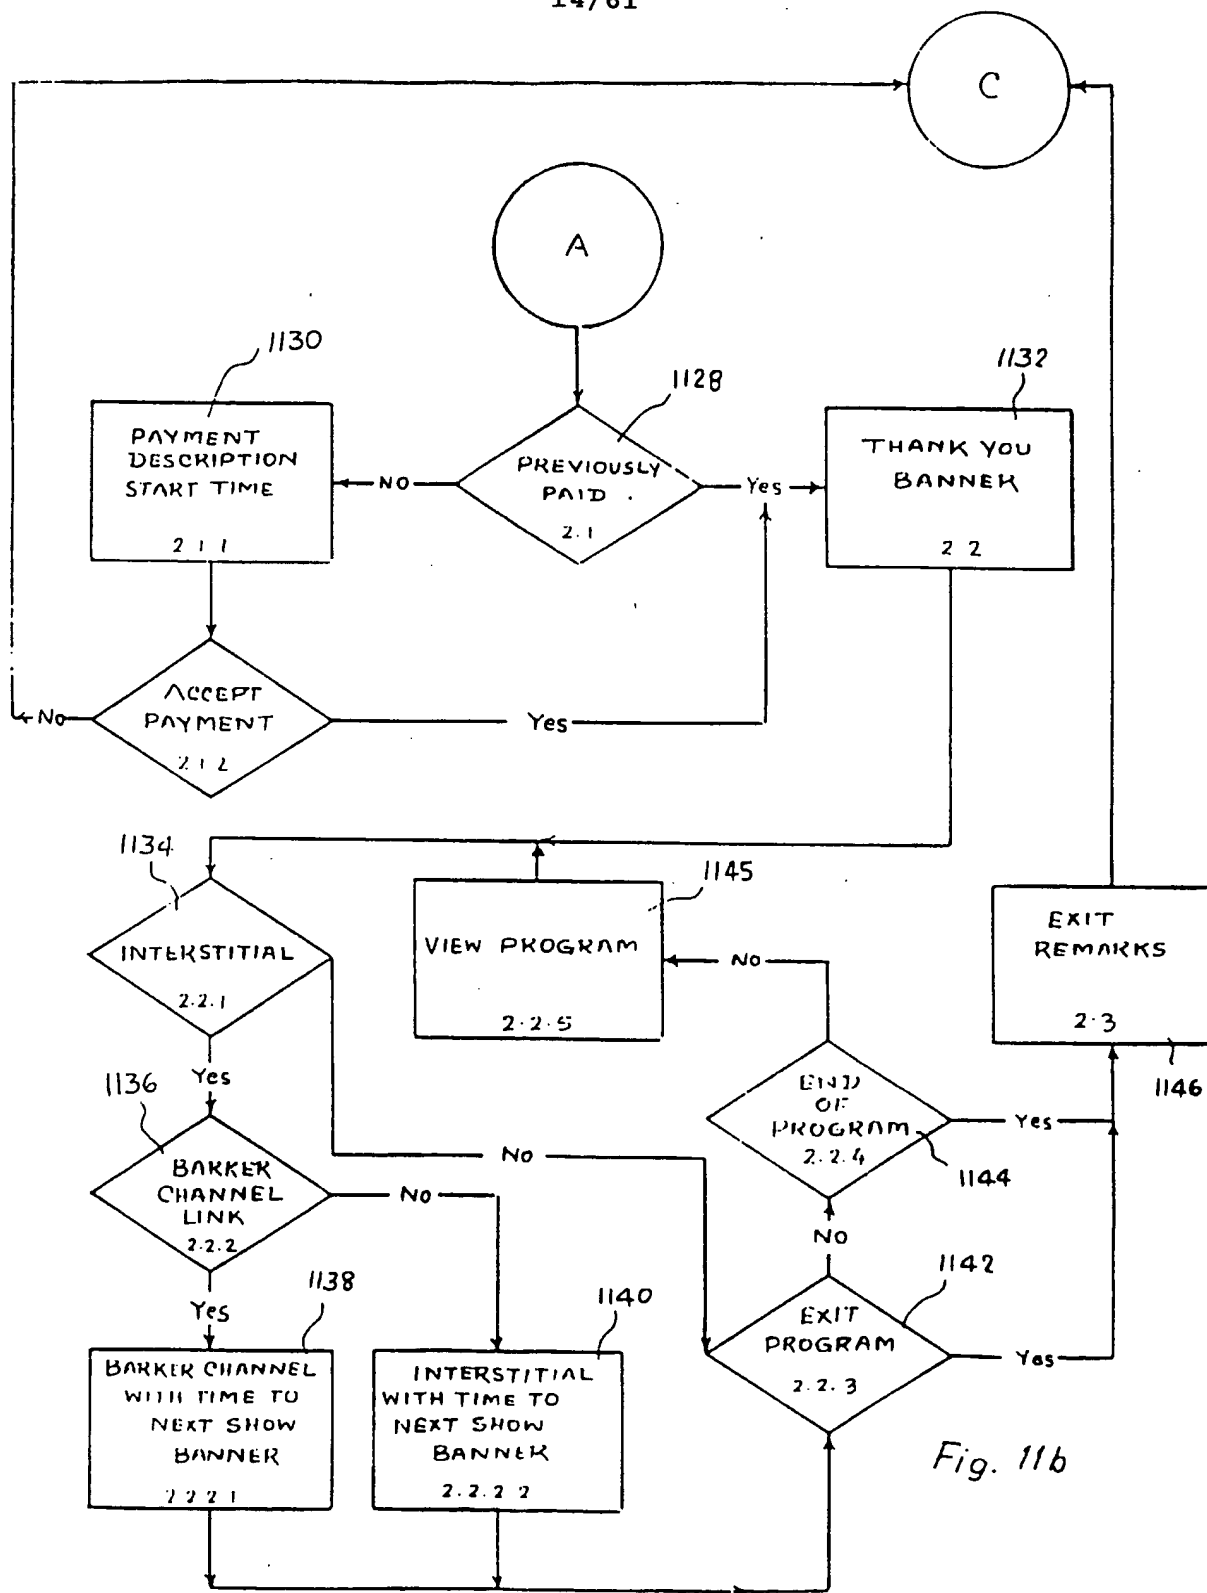 14/61
C
A
1130
1128
1132
PAYMENT
DESCRIPTION
START TIME
2 1 1
NO
PREVIOUSLY
PAID
2.1
Yes
THANK YOU
BANNER
2 2
ACCEPT
PAYMENT
2 1 2
No
Yes
1134
INTERSTITIAL
2.2.1
1145
VIEW PROGRAM
2.2.5
NO
EXIT
REMARKS
2.3
1146
Yes
1136
BARKER
CHANNEL
LINK
2.2.2
No
No
END
OF
PROGRAM
2.2.4
Yes
1144
NO
Yes
1138
1140
1142
BARKER CHANNEL
WITH TIME TO
NEXT SHOW
BANNER
2 2 2 1
INTERSTITIAL
WITH TIME TO
NEXT SHOW
BANNER
2.2.2 2
EXIT
PROGRAM
2.2.3
Yes
Fig. 11b